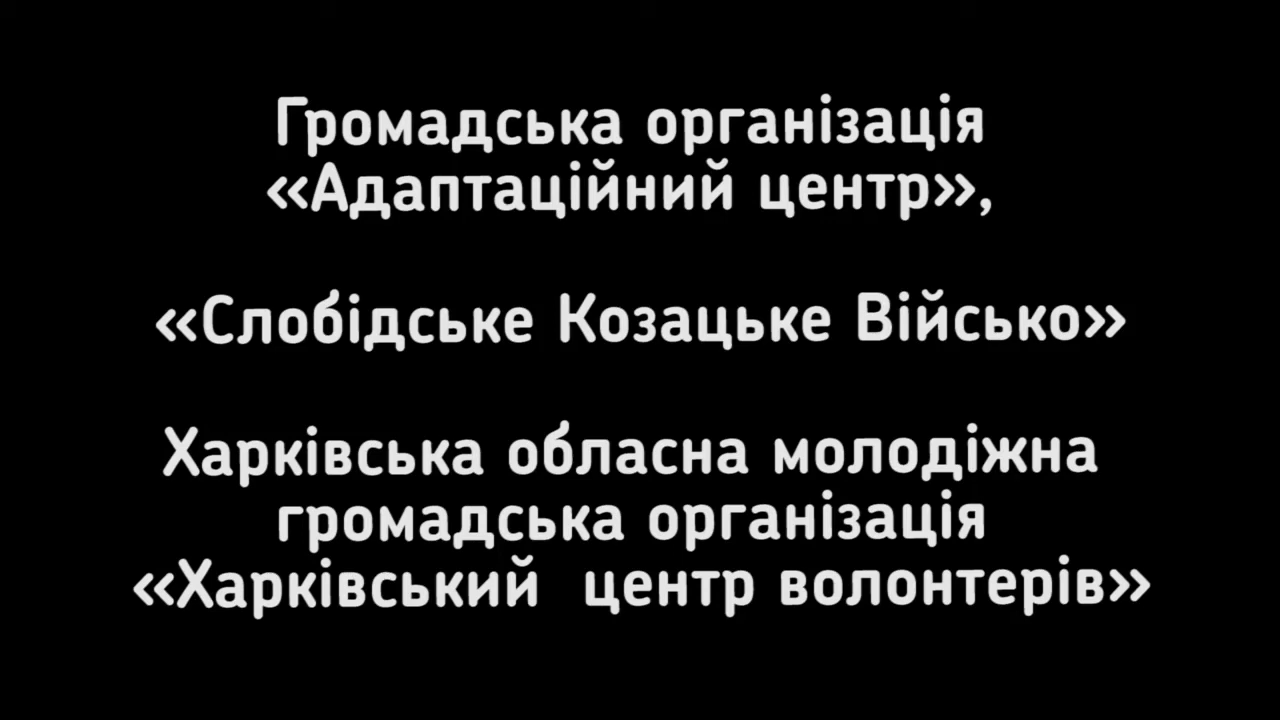 Громадська організація
«Адаптаційний центр»,
«Слобідське Козацьке Військо»
Харківська обласна молодіжна
громадська організація
«Харківський центр волонтерів»